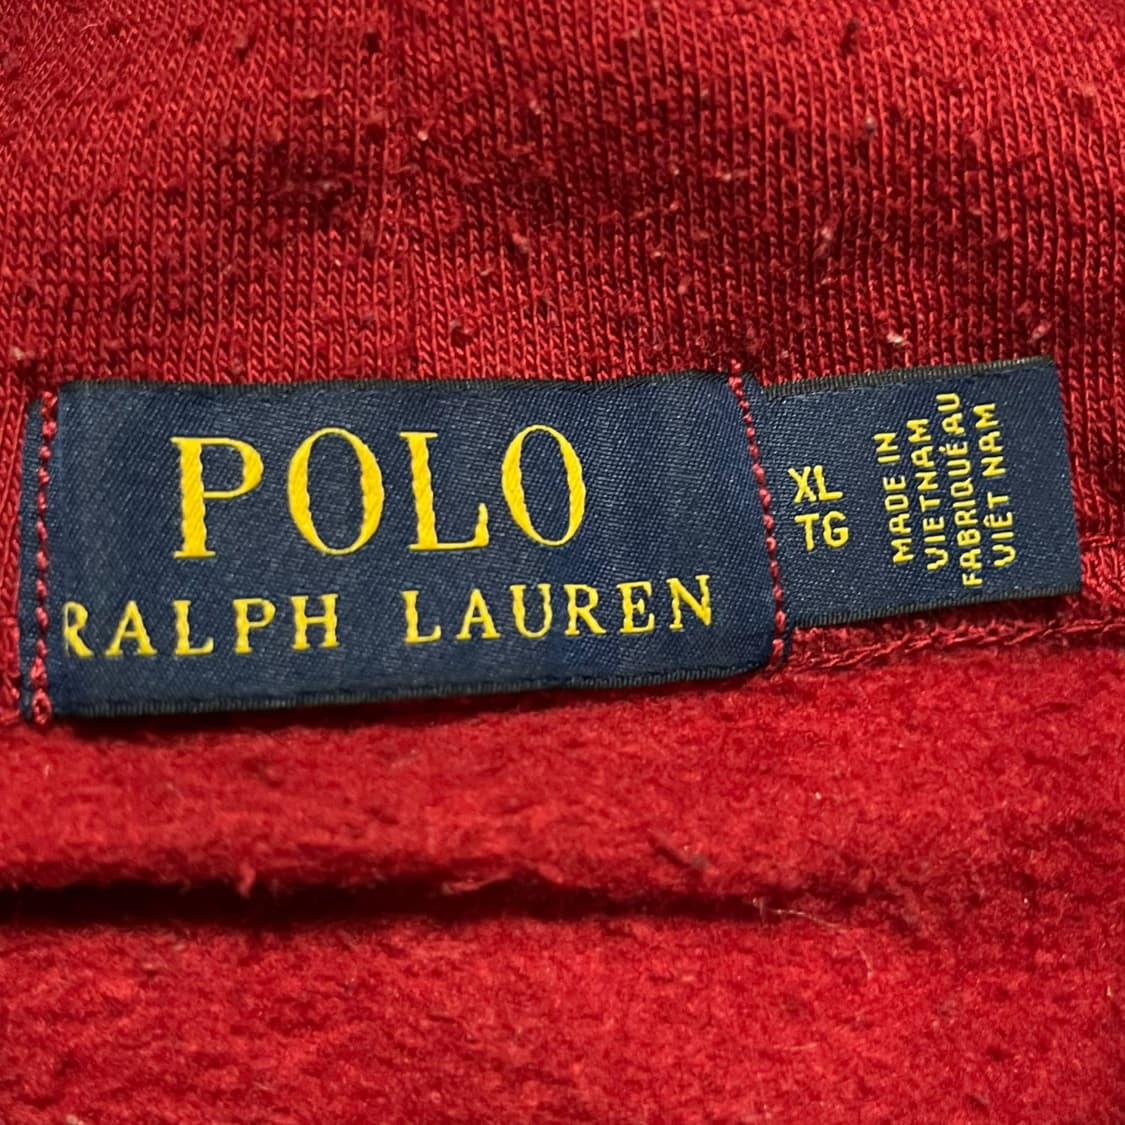 POLO
RALPH LAUREN
XL
TG
MADE IN
VIETNAM
FABRIQUÉ AU
VIÊT NAM